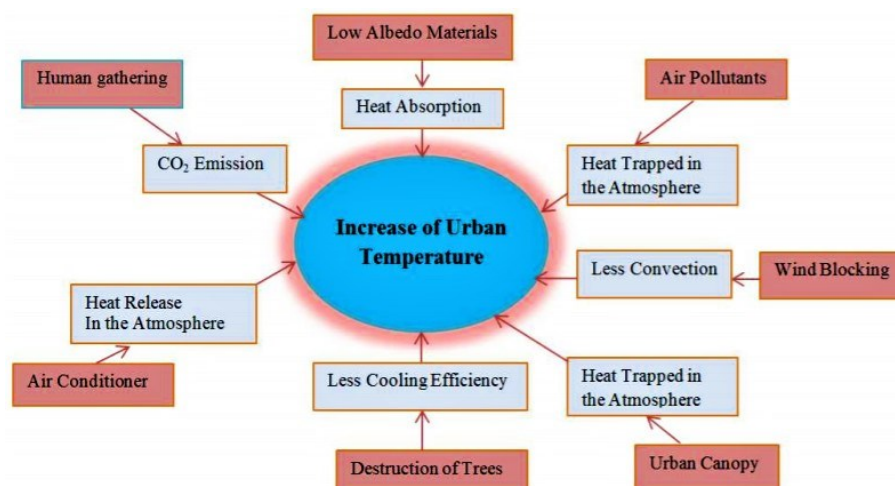 Low Albedo Materials
Human gathering
Air Pollutants
Heat Absorption
CO₂ Emission
Heat Trapped in
the Atmosphere
Increase of Urban
Temperature
Less Convection
Wind Blocking
Heat Release
In the Atmosphere
Air Conditioner
Less Cooling Efficiency
Heat Trapped in
the Atmosphere
Destruction of Trees
Urban Canopy